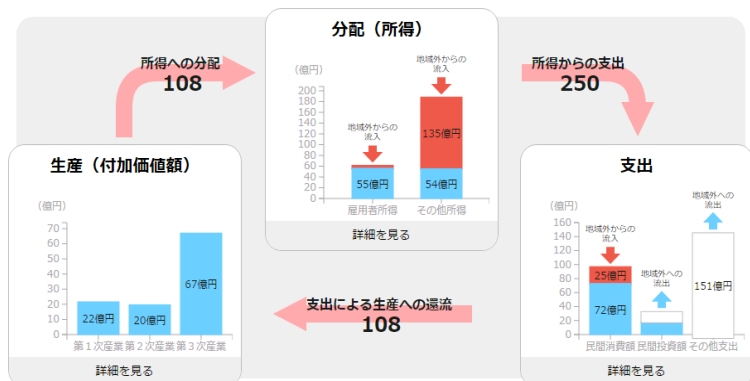 分配（所得）
所得への分配
108
（億円）
地域外からの
流入
地域外からの
流入
200
180
160
140
120
100
80
60
40
20
0
55億円
135億円
54億円
雇用者所得
その他所得
詳細を見る
所得からの支出
250
生産（付加価値額）
（億円）
70
60
50
40
30
20
10
0
22億円
20億円
67億円
第１次産業
第２次産業
第３次産業
詳細を見る
支出による生産への還流
108
支出
（億円）
地域外からの
流入
地域外への
流出
地域外への
流出
160
140
120
100
80
60
40
20
0
25億円
72億円
151億円
民間消費額
民間投資額
その他支出
詳細を見る